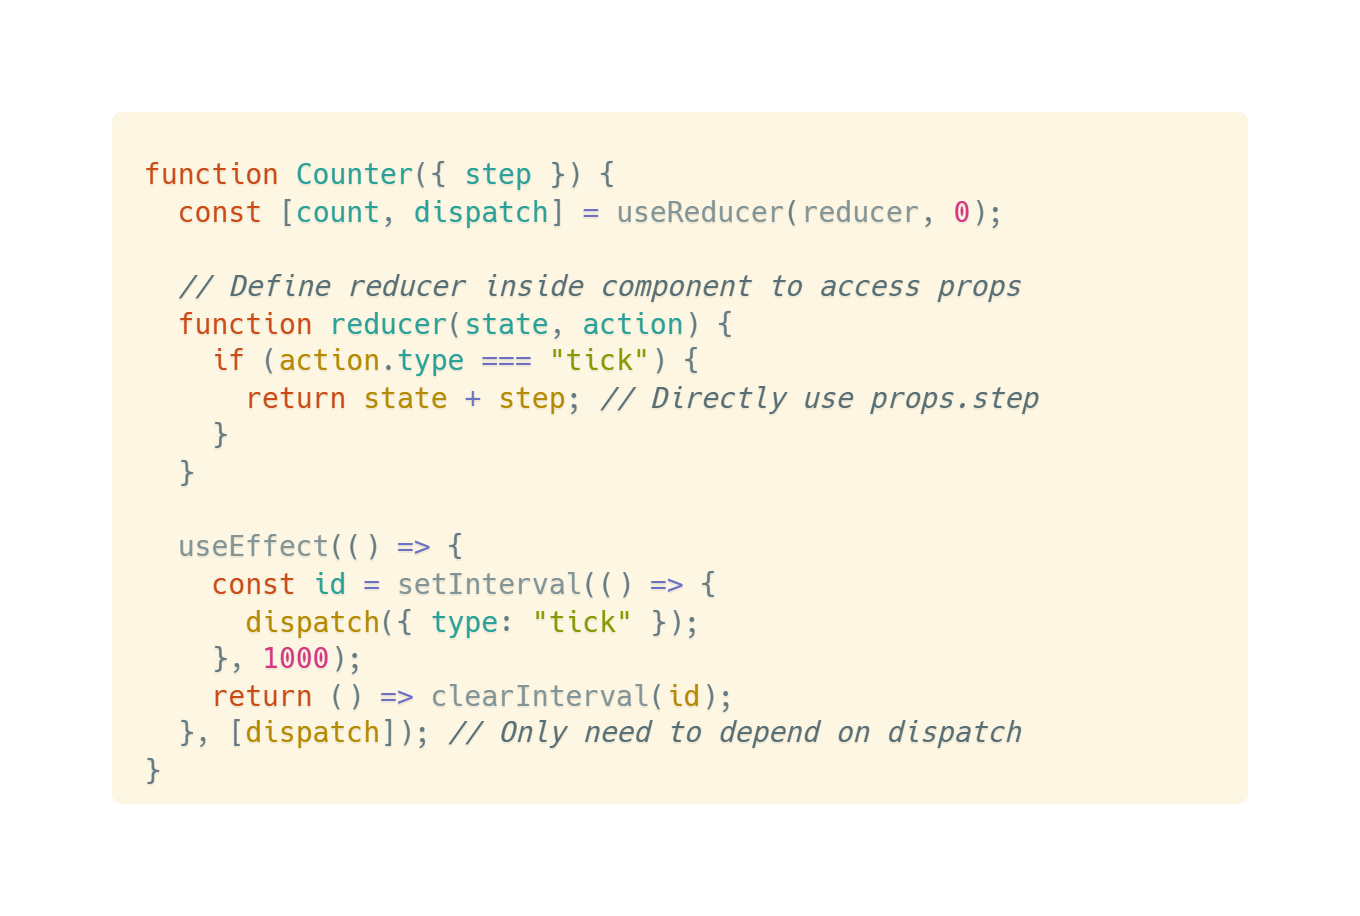 function Counter({ step }) {
  const [count, dispatch] = useReducer(reducer, 0);

  // Define reducer inside component to access props
  function reducer(state, action) {
    if (action.type === "tick") {
      return state + step; // Directly use props.step
    }
  }

  useEffect(() => {
    const id = setInterval(() => {
      dispatch({ type: "tick" });
    }, 1000);
    return () => clearInterval(id);
  }, [dispatch]); // Only need to depend on dispatch
}